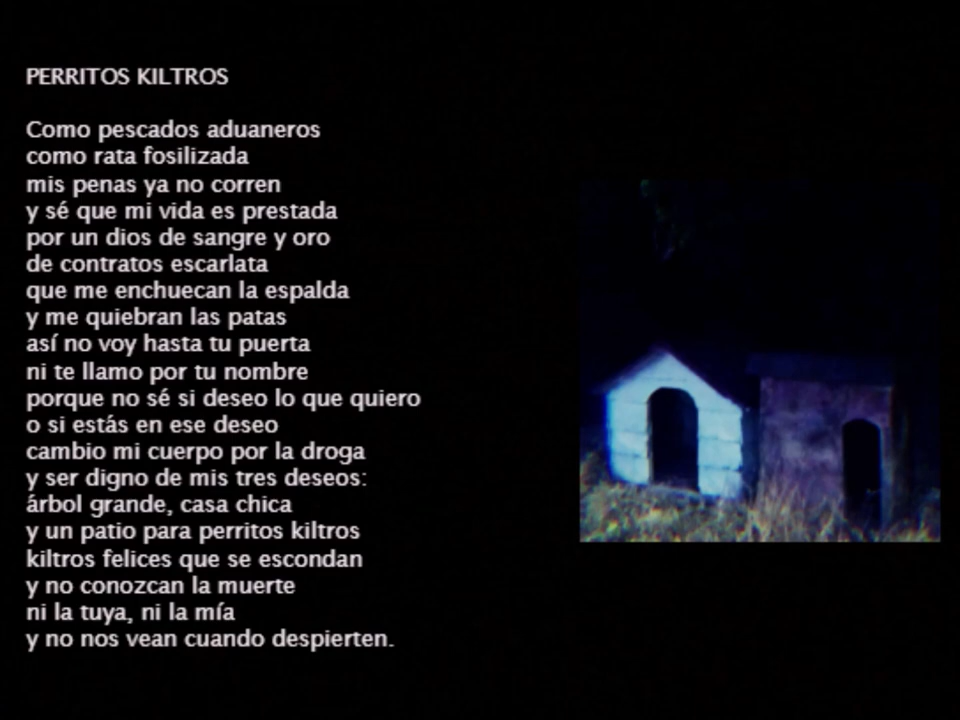 PERRITOS KILTROS
Como pescados aduaneros
como rata fosilizada
mis penas ya no corren
y sé que mi vida es prestada
por un dios de sangre y oro
de contratos escarlata
que me enchuecan la espalda
y me quiebran las patas
así no voy hasta tu puerta
ni te llamo por tu nombre
porque no sé si deseo lo que quiero
o si estás en ese deseo
cambio mi cuerpo por la droga
y ser digno de mis tres deseos:
árbol grande, casa chica
y un patio para perritos kiltros
kiltros felices que se escondan
y no conozcan la muerte
ni la tuya, ni la mía
y no nos vean cuando despierten.